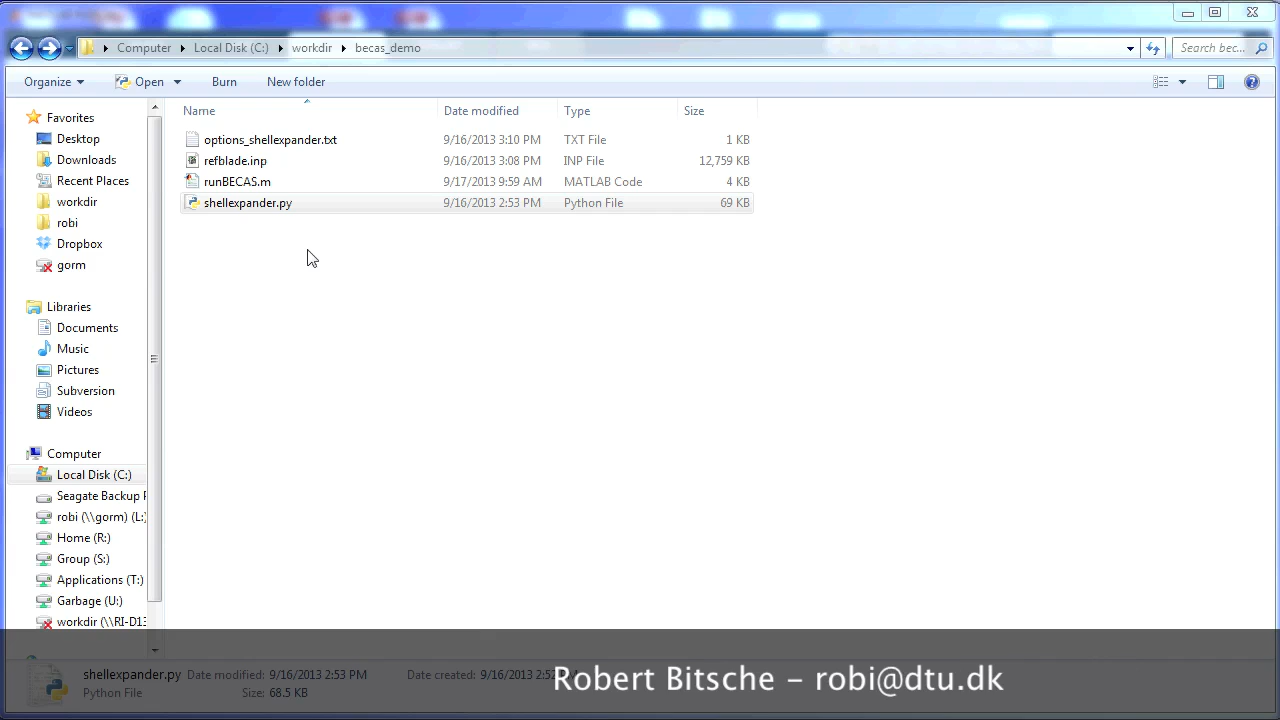 Computer Local Disk (C:) workdir becas_demo Search bec...
Organize Open Burn New folder
Name Date modified Type Size
options_shellexpander.txt 9/16/2013 3:10 PM TXT File 1 KB
refblade.inp 9/16/2013 3:08 PM INP File 12,759 KB
runBECAS.m 9/17/2013 9:59 AM MATLAB Code 4 KB
shellexpander.py 9/16/2013 2:53 PM Python File 69 KB
Favorites
Desktop
Downloads
Recent Places
workdir
robi
Dropbox
gorm
Libraries
Documents
Music
Pictures
Subversion
Videos
Computer
Local Disk (C:)
Seagate Backup
robi (\\gorm) (L:)
Home (R:)
Group (S:)
Applications (T:)
Garbage (U:)
workdir (\\RI-D13
shellexpander.py Date modified: 9/16/2013 2:53 PM Date created: 9/16/2013 2:5
Python File Size: 68.5 KB
Robert Bitsche – robi@dtu.dk